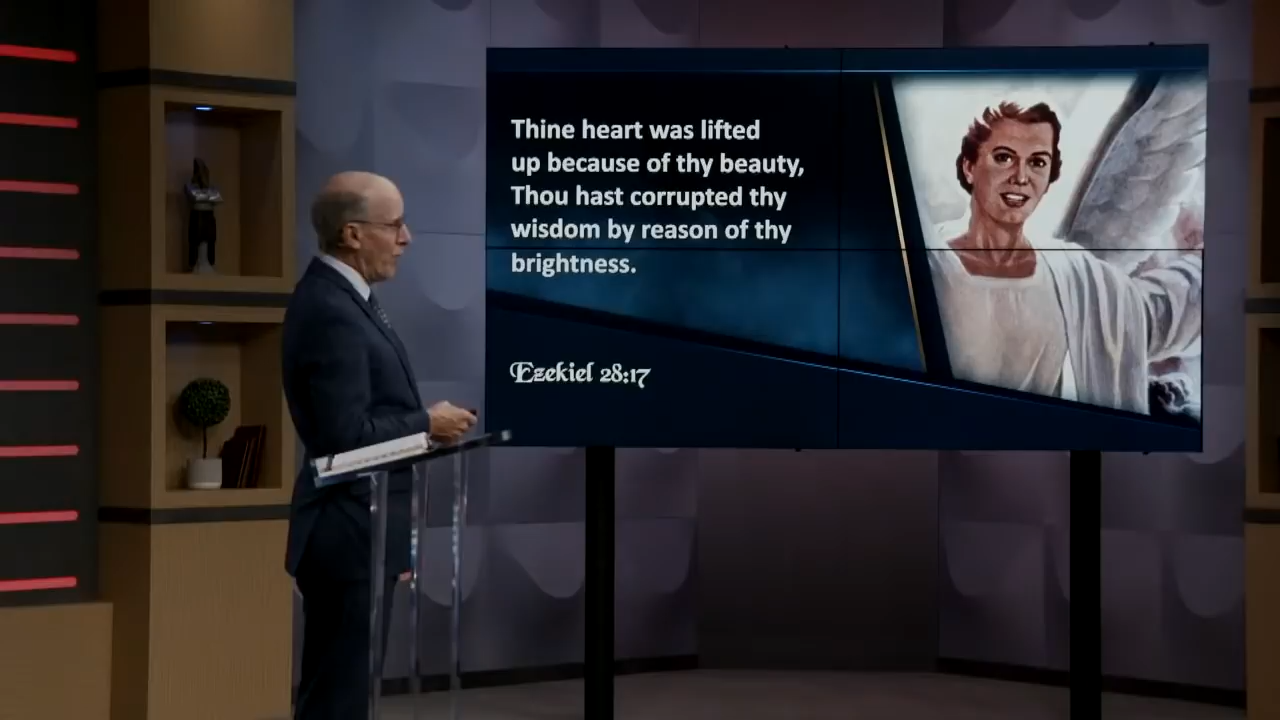 Thine heart was lifted
up because of thy beauty,
Thou hast corrupted thy
wisdom by reason of thy
brightness.
Ezekiel 28:17